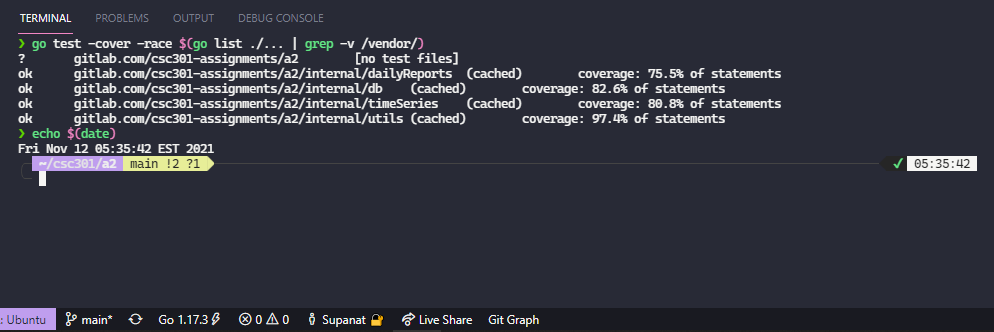 TERMINAL PROBLEMS OUTPUT DEBUG CONSOLE
❯ go test -cover -race $(go list ./... | grep -v /vendor/)
? gitlab.com/csc301-assignments/a2 [no test files]
ok gitlab.com/csc301-assignments/a2/internal/dailyReports (cached) coverage: 75.5% of statements
ok gitlab.com/csc301-assignments/a2/internal/db (cached) coverage: 82.6% of statements
ok gitlab.com/csc301-assignments/a2/internal/timeSeries (cached) coverage: 80.8% of statements
ok gitlab.com/csc301-assignments/a2/internal/utils (cached) coverage: 97.4% of statements
❯ echo $(date)
Fri Nov 12 05:35:42 EST 2021
~/csc301/a2 main !2 ?1 ✔ 05:35:42
: Ubuntu main* Go 1.17.3 0 0 Supanat Live Share Git Graph